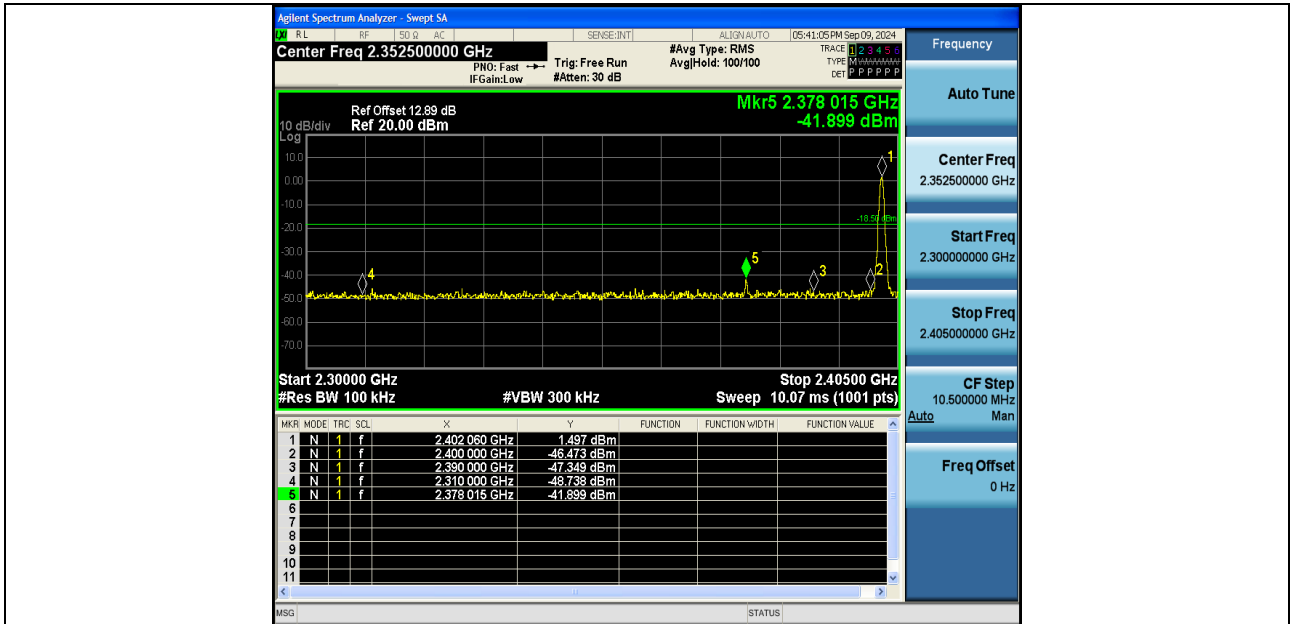 Agilent Spectrum Analyzer - Swept SA
RL RF 50 Ω AC SENSE:INT ALIGN AUTO 05:41:05 PM Sep 09, 2024
Center Freq 2.352500000 GHz
PNO: Fast
IFGain:Low
Trig: Free Run
#Atten: 30 dB
#Avg Type: RMS
Avg|Hold: 100/100
TRACE 1 2 3 4 5 6
TYPE M
DET P P P P P P
Mkr5 2.378 015 GHz
-41.899 dBm
Ref Offset 12.89 dB
10 dB/div Ref 20.00 dBm
Log
10.0
0.00
-10.0
-20.0
-30.0
-40.0
-50.0
-60.0
-70.0
1
-18.50 dBm
5
4
3
2
Start 2.30000 GHz Stop 2.40500 GHz
#Res BW 100 kHz #VBW 300 kHz Sweep 10.07 ms (1001 pts)
MKR MODE TRC SCL X Y FUNCTION FUNCTION WIDTH FUNCTION VALUE
1 N 1 f 2.402 060 GHz 1.497 dBm
2 N 1 f 2.400 000 GHz -46.473 dBm
3 N 1 f 2.390 000 GHz -47.349 dBm
4 N 1 f 2.310 000 GHz -48.738 dBm
5 N 1 f 2.378 015 GHz -41.899 dBm
6
7
8
9
10
11
MSG STATUS
Frequency
Auto Tune
Center Freq
2.352500000 GHz
Start Freq
2.300000000 GHz
Stop Freq
2.405000000 GHz
CF Step
10.500000 MHz
Auto Man
Freq Offset
0 Hz